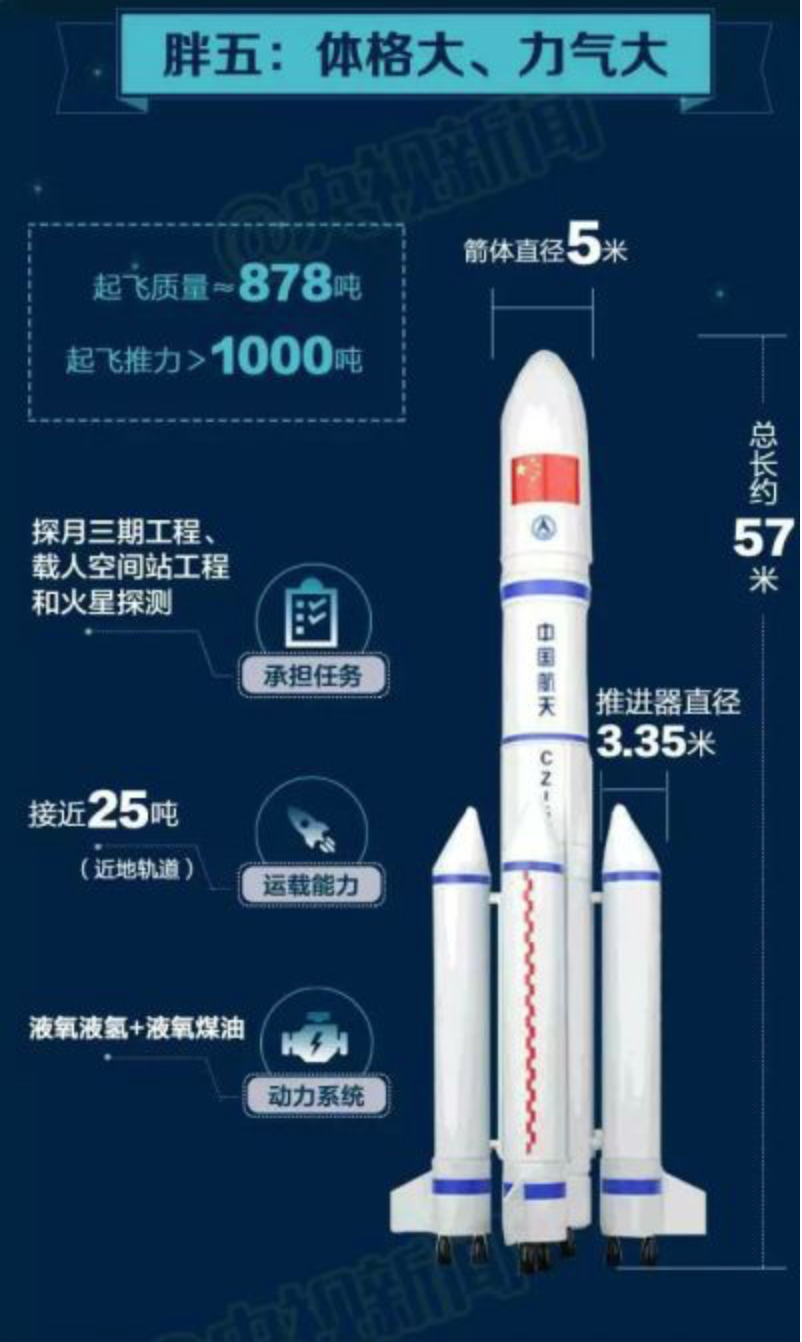 胖五：体格大、力气大
@央视新闻
起飞质量≈878吨
起飞推力>1000吨
箭体直径5米
总长约
57
米
探月三期工程、
载人空间站工程
和火星探测
承担任务
中国航天
推进器直径
3.35米
CZ-5
接近25吨
（近地轨道）
运载能力
液氧液氢+液氧煤油
动力系统
@央视新闻